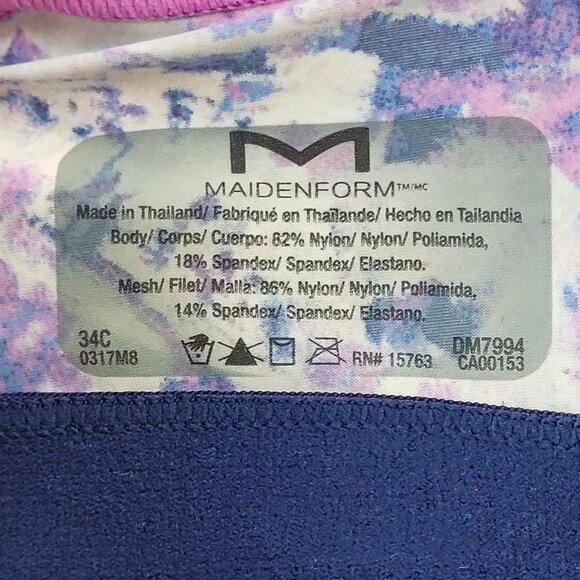 M
MAIDENFORM™/MC
Made in Thailand/ Fabriqué en Thaïlande/ Hecho en Tailandia
Body/ Corps/ Cuerpo: 82% Nylon/ Nylon/ Poliamida,
18% Spandex/ Spandex/ Elastano.
Mesh/ Filet/ Malla: 86% Nylon/ Nylon/ Poliamida,
14% Spandex/ Spandex/ Elastano.
34C
0317M8
RN# 15763
DM7994
CA00153